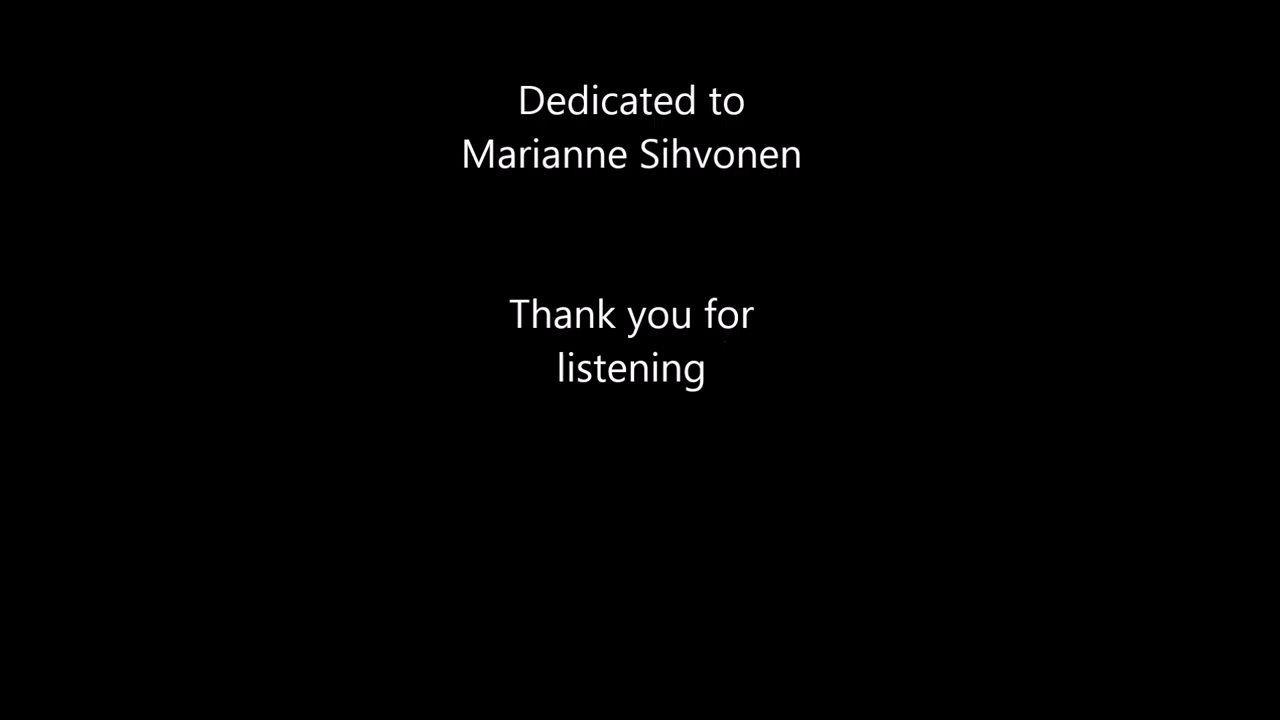 Dedicated to
Marianne Sihvonen
Thank you for
listening